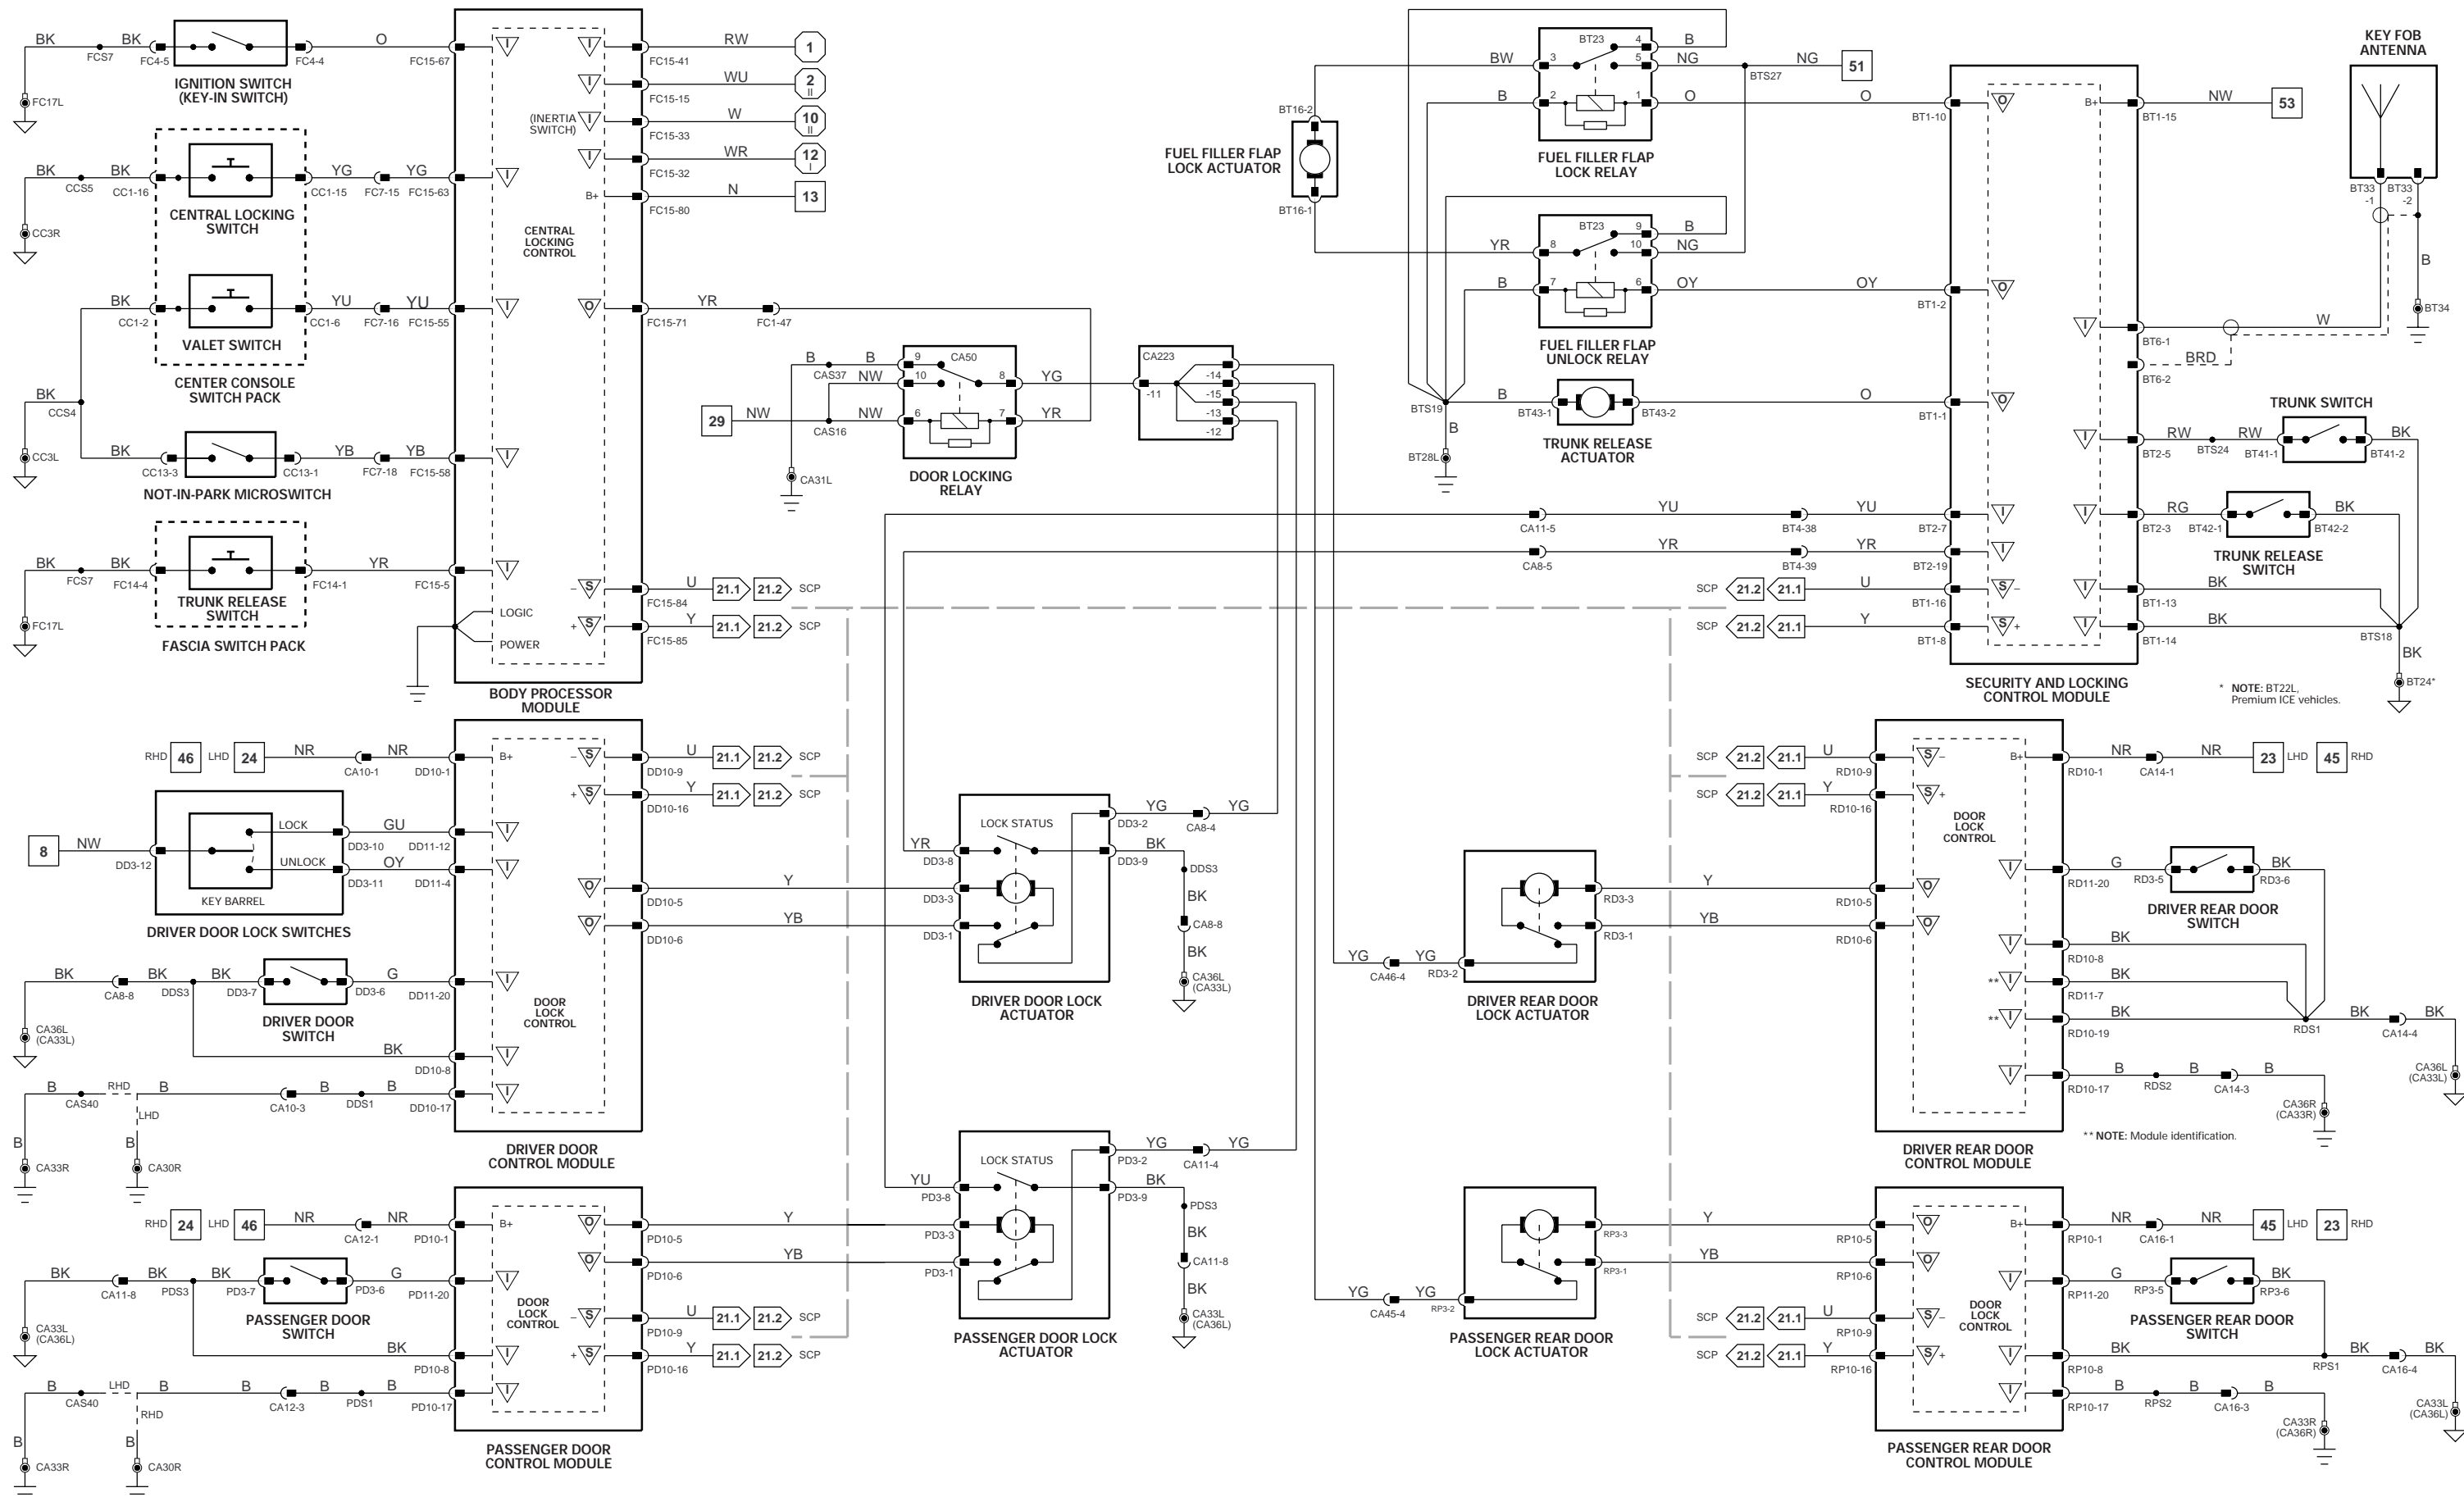 BK
BK
O
FCS7
FC4-5
FC4-4
FC15-67
IGNITION SWITCH
(KEY-IN SWITCH)
FC17L
BK
BK
YG
YG
CCS5
CC1-16
CC1-15
FC7-15
FC15-63
CENTRAL LOCKING
SWITCH
CC3R
BK
YU
YU
CC1-2
CC1-6
FC7-16
FC15-55
VALET SWITCH
CENTER CONSOLE
SWITCH PACK
BK
CCS4
BK
YB
YB
CC13-3
CC13-1
FC7-18
FC15-58
CC3L
NOT-IN-PARK MICROSWITCH
BK
BK
YR
FCS7
FC14-4
FC14-1
FC15-5
TRUNK RELEASE
SWITCH
FC17L
FASCIA SWITCH PACK
I
I
RW
1
FC15-41
I
WU
2
II
FC15-15
(INERTIA
SWITCH)
I
W
10
II
FC15-33
I
I
WR
12
I
FC15-32
B+
N
13
FC15-80
CENTRAL
LOCKING
CONTROL
I
O
YR
FC15-71
FC1-47
I
I
– S
U
21.1
21.2
SCP
FC15-84
LOGIC
+ S
Y
21.1
21.2
SCP
FC15-85
POWER
BODY PROCESSOR
MODULE
B
B
9
CA50
CAS37
NW
10
8
YG
29
NW
NW
6
7
YR
CAS16
CA31L
DOOR LOCKING
RELAY
CA223
-11
-14
-15
-13
-12
BT23
4
B
BW
3
5
NG
NG
51
BTS27
B
2
1
O
O
BT1-10
FUEL FILLER FLAP
LOCK RELAY
BT16-2
FUEL FILLER FLAP
LOCK ACTUATOR
BT16-1
BT23
9
B
YR
8
10
NG
B
7
6
OY
OY
BT1-2
FUEL FILLER FLAP
UNLOCK RELAY
BTS19
B
BT43-1
BT43-2
O
BT1-1
TRUNK RELEASE
ACTUATOR
B
BT28L
YU
YU
CA11-5
BT4-38
BT2-7
YR
YR
CA8-5
BT4-39
BT2-19
SCP
21.2
21.1
U
BT1-16
SCP
21.2
21.1
Y
BT1-8
O
B+
NW
53
BT1-15
O
I
W
BT6-1
BRD
BT6-2
O
I
RW
RW
BK
BT2-5
BTS24
BT41-1
BT41-2
TRUNK SWITCH
I
I
RG
BK
BT2-3
BT42-1
BT42-2
TRUNK RELEASE
SWITCH
I
S –
I
BK
BT1-13
S +
I
BK
BT1-14
BTS18
BK
BT24*
SECURITY AND LOCKING
CONTROL MODULE
* NOTE: BT22L,
Premium ICE vehicles.
KEY FOB
ANTENNA
BT33
-1
BT33
-2
B
BT34
RHD
46
LHD
24
NR
NR
CA10-1
DD10-1
B+
– S
U
21.1
21.2
SCP
DD10-9
+ S
Y
21.1
21.2
SCP
DD10-16
8
NW
DD3-12
LOCK
GU
DD3-10
DD11-12
I
UNLOCK
OY
DD3-11
DD11-4
I
KEY BARREL
DRIVER DOOR LOCK SWITCHES
O
Y
DD10-5
O
YB
DD10-6
BK
BK
BK
G
CA8-8
DDS3
DD3-7
DD3-6
DD11-20
I
DRIVER DOOR
SWITCH
CA36L
(CA33L)
DOOR
LOCK
CONTROL
BK
DD10-8
I
B
RHD
B
B
B
CAS40
LHD
CA10-3
DDS1
DD10-17
I
B
B
CA33R
CA30R
DRIVER DOOR
CONTROL MODULE
LOCK STATUS
YR
DD3-8
DD3-3
DD3-1
YG
YG
DD3-2
CA8-4
BK
DD3-9
DDS3
BK
CA8-8
BK
CA36L
(CA33L)
DRIVER DOOR LOCK
ACTUATOR
Y
RD3-3
YB
RD3-1
YG
YG
CA46-4
RD3-2
DRIVER REAR DOOR
LOCK ACTUATOR
SCP
21.2
21.1
U
RD10-9
SCP
21.2
21.1
Y
RD10-16
RD10-5
RD10-6
S –
B+
NR
NR
23
LHD
45
RHD
RD10-1
CA14-1
S +
DOOR
LOCK
CONTROL
I
G
BK
RD11-20
RD3-5
RD3-6
DRIVER REAR DOOR
SWITCH
O
O
I
BK
RD10-8
** I
BK
RD11-7
** I
BK
RD10-19
RDS1
BK
CA14-4
BK
CA36L
(CA33L)
I
B
B
B
RD10-17
RDS2
CA14-3
CA36R
(CA33R)
** NOTE: Module identification.
DRIVER REAR DOOR
CONTROL MODULE
RHD
24
LHD
46
NR
NR
CA12-1
PD10-1
B+
O
Y
PD10-5
O
YB
PD10-6
BK
BK
BK
G
CA11-8
PDS3
PD3-7
PD3-6
PD11-20
I
PASSENGER DOOR
SWITCH
CA33L
(CA36L)
DOOR
LOCK
CONTROL
– S
U
21.1
21.2
SCP
PD10-9
BK
PD10-8
I
+ S
Y
21.1
21.2
SCP
PD10-16
B
LHD
B
B
B
B
CAS40
RHD
CA12-3
PDS1
PD10-17
I
B
B
CA33R
CA30R
PASSENGER DOOR
CONTROL MODULE
LOCK STATUS
YU
PD3-8
PD3-3
PD3-1
YG
YG
PD3-2
CA11-4
BK
PD3-9
PDS3
BK
CA11-8
BK
CA33L
(CA36L)
PASSENGER DOOR LOCK
ACTUATOR
Y
RP3-3
YB
RP3-1
YG
YG
CA45-4
RP3-2
PASSENGER REAR DOOR
LOCK ACTUATOR
RP10-5
RP10-6
SCP
21.2
21.1
U
RP10-9
SCP
21.2
21.1
Y
RP10-16
O
B+
NR
NR
45
LHD
23
RHD
RP10-1
CA16-1
O
I
G
BK
RP11-20
RP3-5
RP3-6
PASSENGER REAR DOOR
SWITCH
DOOR
LOCK
CONTROL
S –
S +
I
BK
RP10-8
RPS1
BK
CA16-4
BK
CA33L
(CA36L)
I
B
B
B
RP10-17
RPS2
CA16-3
CA33R
(CA36R)
PASSENGER REAR DOOR
CONTROL MODULE